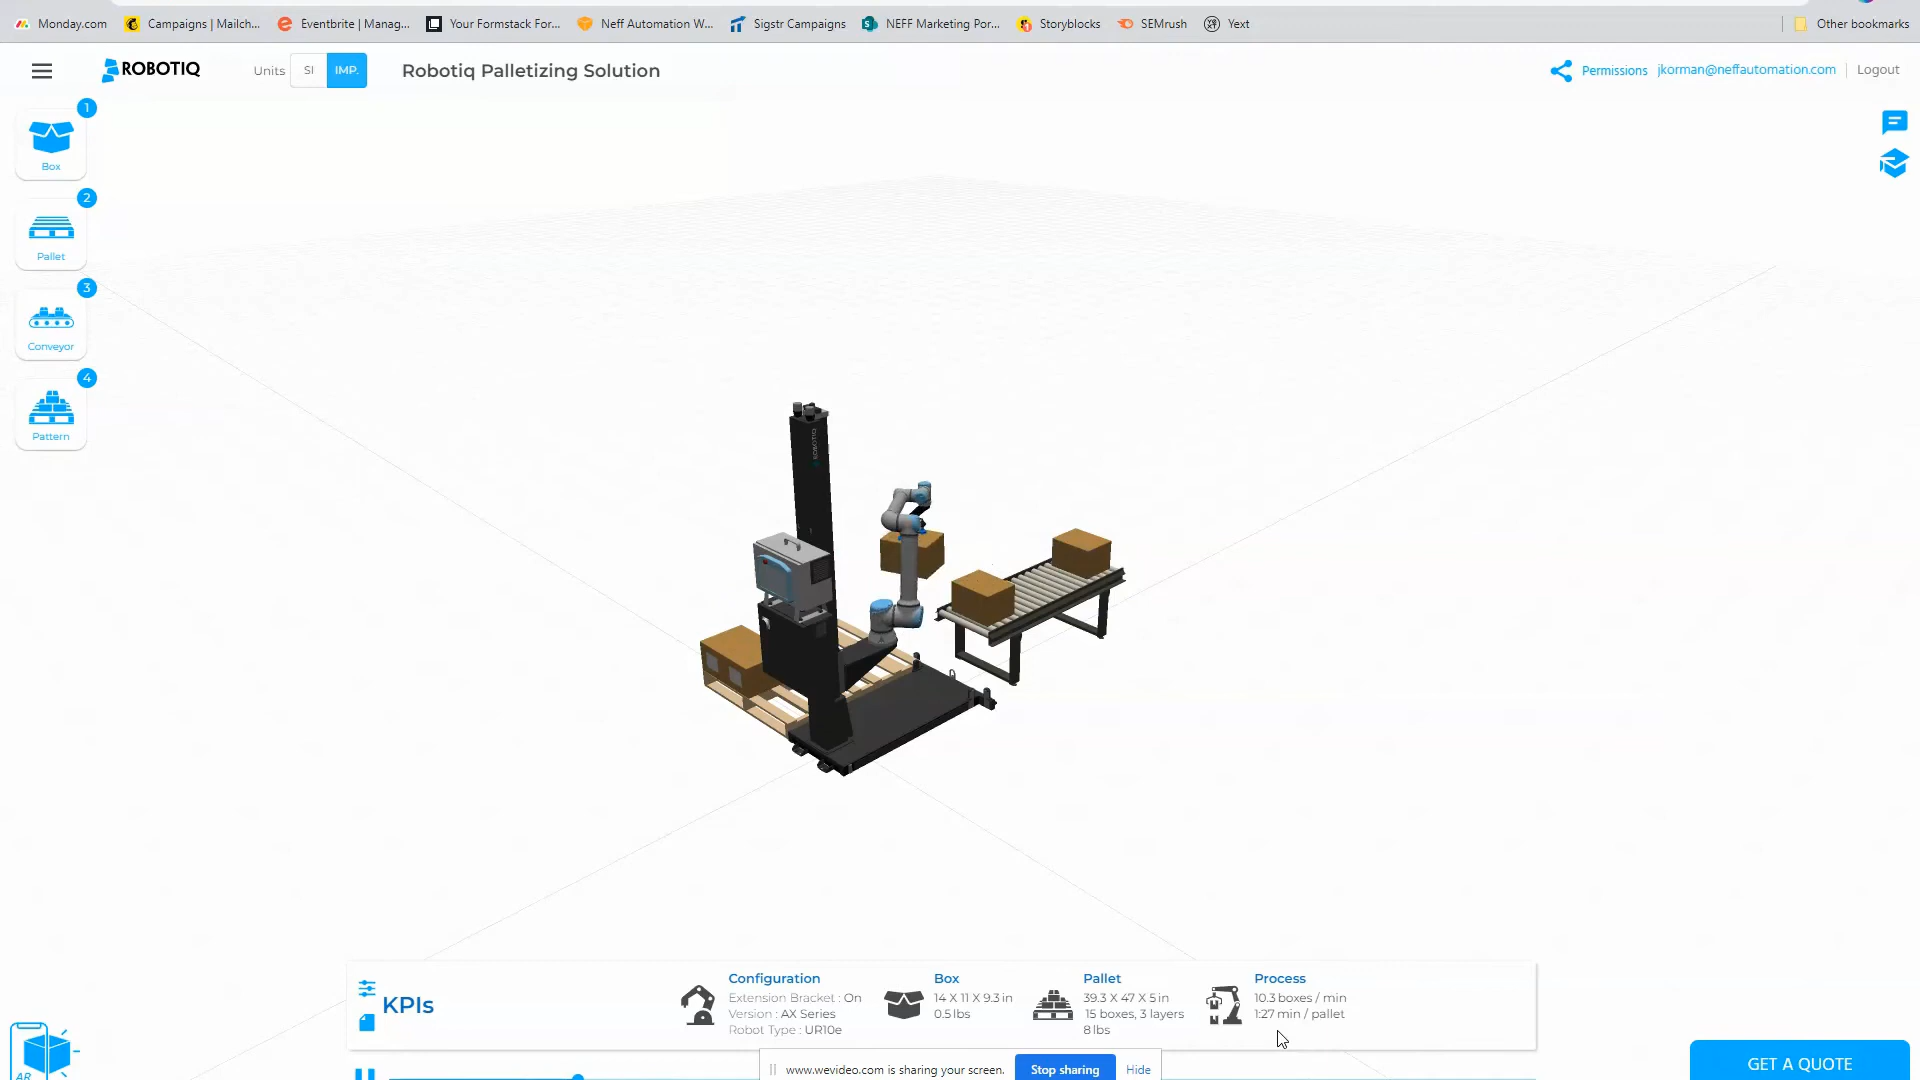 Monday.com
Campaigns | Mailch...
Eventbrite | Manag...
Your Formstack For...
Neff Automation W...
Sigstr Campaigns
NEFF Marketing Por...
Storyblocks
SEMrush
Yext
Other bookmarks
ROBOTIQ
Units
SI
IMP.
Robotiq Palletizing Solution
Permissions
jkorman@neffautomation.com
Logout
1
Box
2
Pallet
3
Conveyor
4
Pattern
ROBOTIQ
KPIs
Configuration
Extension Bracket : On
Version : AX Series
Robot Type : UR10e
Box
14 X 11 X 9.3 in
0.5 lbs
Pallet
39.3 X 47 X 5 in
15 boxes, 3 layers
8 lbs
Process
10.3 boxes / min
1:27 min / pallet
AR
www.wevideo.com is sharing your screen.
Stop sharing
Hide
GET A QUOTE